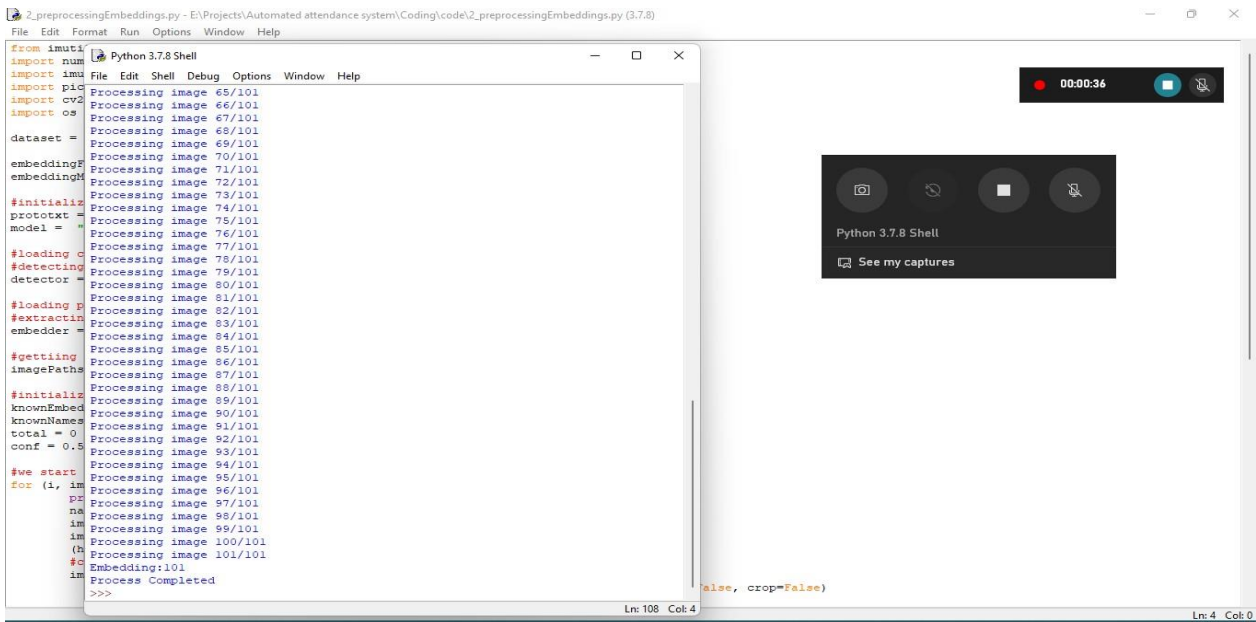 2_preprocessingEmbeddings.py - E:\Projects\Automated attendance system\Coding\code\2_preprocessingEmbeddings.py (3.7.8)
File Edit Format Run Options Window Help
from imuti
import num
import imu
import pic
import cv2
import os
dataset =
embeddingF
embeddingM
#initializ
prototxt =
model = "
#loading c
#detecting
detector =
#loading p
#extractin
embedder =
#gettiing
imagePaths
#initializ
knownEmbed
knownNames
total = 0
conf = 0.5
#we start
for (i, im
pr
na
im
im
(h
#c
im
alse, crop=False)
Ln: 4 Col: 0
Python 3.7.8 Shell
File Edit Shell Debug Options Window Help
Processing image 65/101
Processing image 66/101
Processing image 67/101
Processing image 68/101
Processing image 69/101
Processing image 70/101
Processing image 71/101
Processing image 72/101
Processing image 73/101
Processing image 74/101
Processing image 75/101
Processing image 76/101
Processing image 77/101
Processing image 78/101
Processing image 79/101
Processing image 80/101
Processing image 81/101
Processing image 82/101
Processing image 83/101
Processing image 84/101
Processing image 85/101
Processing image 86/101
Processing image 87/101
Processing image 88/101
Processing image 89/101
Processing image 90/101
Processing image 91/101
Processing image 92/101
Processing image 93/101
Processing image 94/101
Processing image 95/101
Processing image 96/101
Processing image 97/101
Processing image 98/101
Processing image 99/101
Processing image 100/101
Processing image 101/101
Embedding:101
Process Completed
>>>
Ln: 108 Col: 4
00:00:36
Python 3.7.8 Shell
See my captures